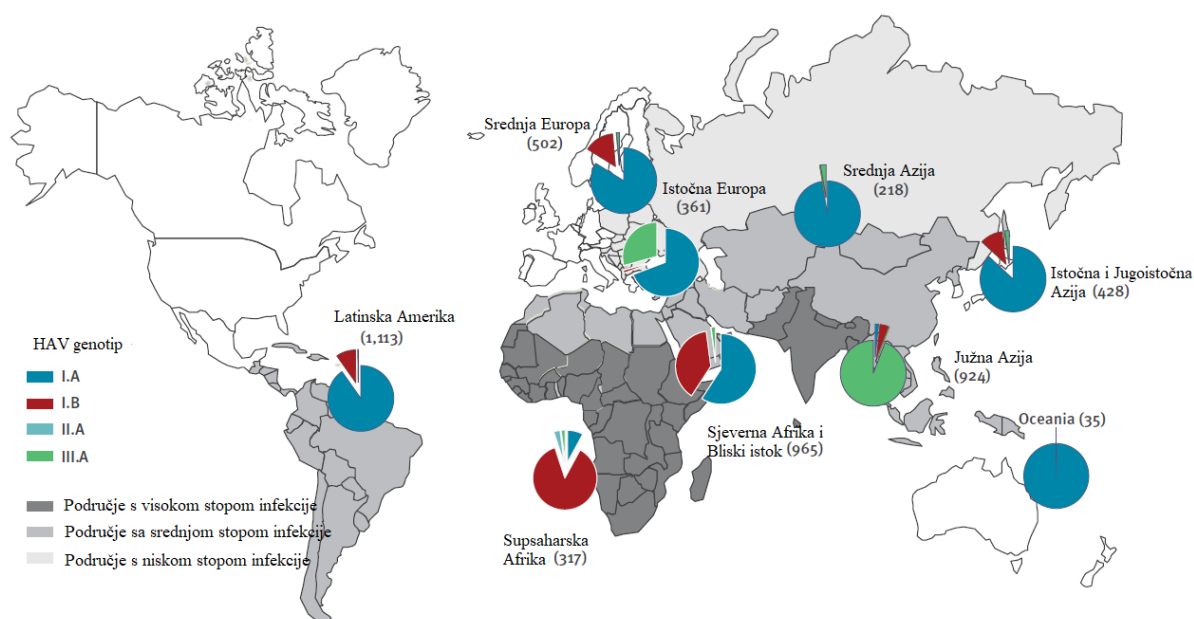 Srednja Europa
(502)
Istočna Europa
(361)
Srednja Azija
(218)
Istočna i Jugoistočna
Azija (428)
Latinska Amerika
(1,113)
HAV genotip
I.A
I.B
II.A
III.A
Južna Azija
(924)
Oceania (35)
Sjeverna Afrika i
Bliski istok (965)
Supsaharska
Afrika (317)
Područje s visokom stopom infekcije
Područje sa srednjom stopom infekcije
Područje s niskom stopom infekcije